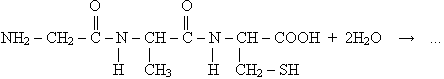 O O
NH₂ – CH₂ – C – N – CH – C – N – CH – COOH + 2H₂O → ...
H CH₃ H CH₂ – SH